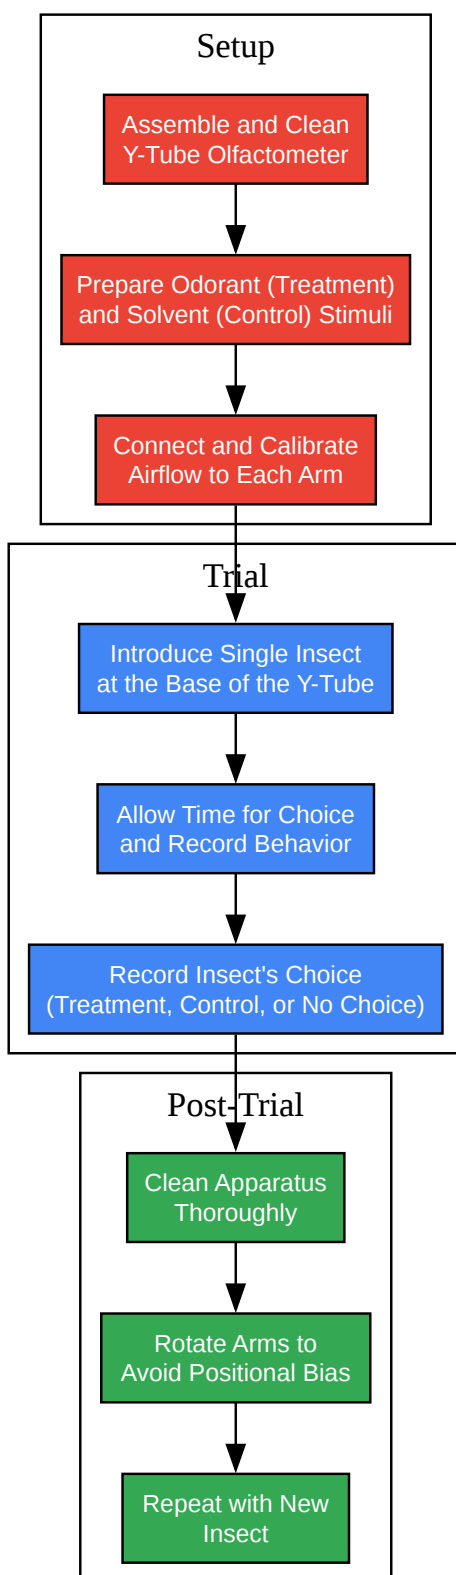 Setup
Assemble and Clean
Y-Tube Olfactometer
Prepare Odorant (Treatment)
and Solvent (Control) Stimuli
Connect and Calibrate
Airflow to Each Arm
Trial
Introduce Single Insect
at the Base of the Y-Tube
Allow Time for Choice
and Record Behavior
Record Insect's Choice
(Treatment, Control, or No Choice)
Post-Trial
Clean Apparatus
Thoroughly
Rotate Arms to
Avoid Positional Bias
Repeat with New
Insect